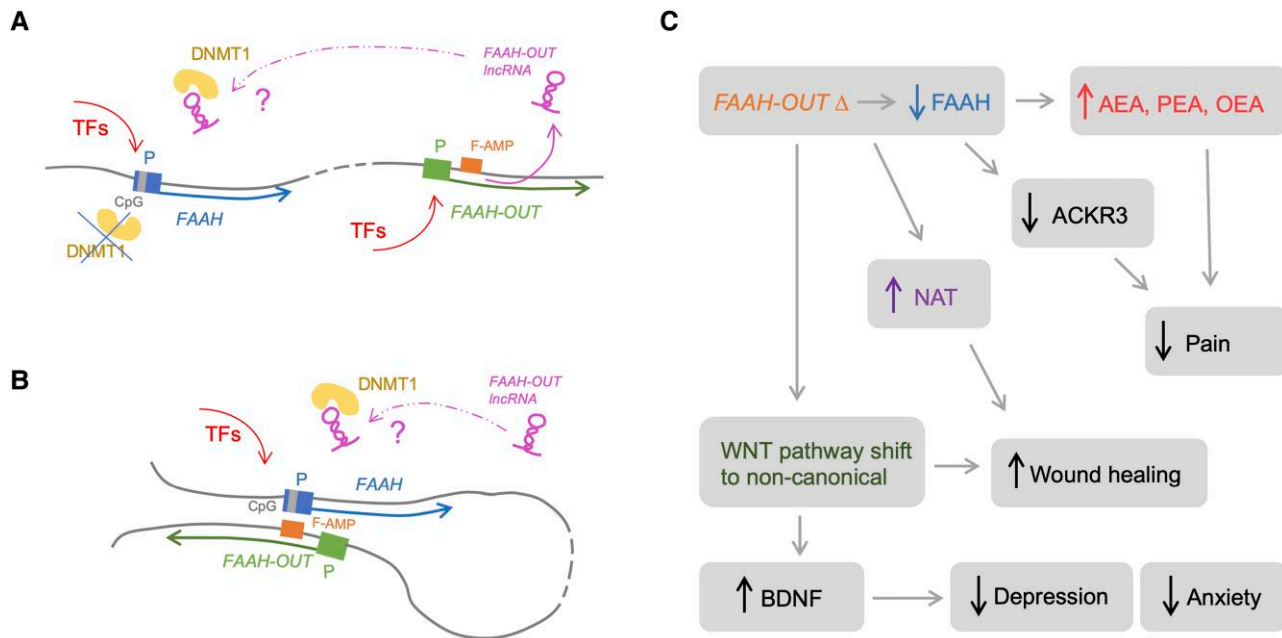 A
DNMT1
FAAH-OUT
lncRNA
?
TFs
P
P
F-AMP
CpG
FAAH
FAAH-OUT
TFs
DNMT1
B
DNMT1
FAAH-OUT
lncRNA
?
TFs
P
FAAH
CpG
F-AMP
FAAH-OUT
P
C
FAAH-OUT Δ
↓ FAAH
↑ AEA, PEA, OEA
↓ ACKR3
↑ NAT
↓ Pain
WNT pathway shift
to non-canonical
↑ Wound healing
↑ BDNF
↓ Depression
↓ Anxiety